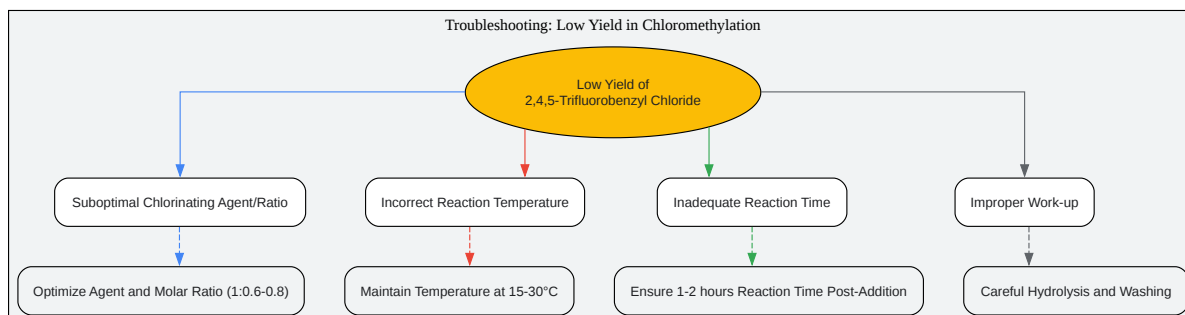 Troubleshooting: Low Yield in Chloromethylation
Low Yield of
2,4,5-Trifluorobenzyl Chloride
Suboptimal Chlorinating Agent/Ratio
Incorrect Reaction Temperature
Inadequate Reaction Time
Improper Work-up
Optimize Agent and Molar Ratio (1:0.6-0.8)
Maintain Temperature at 15-30°C
Ensure 1-2 hours Reaction Time Post-Addition
Careful Hydrolysis and Washing